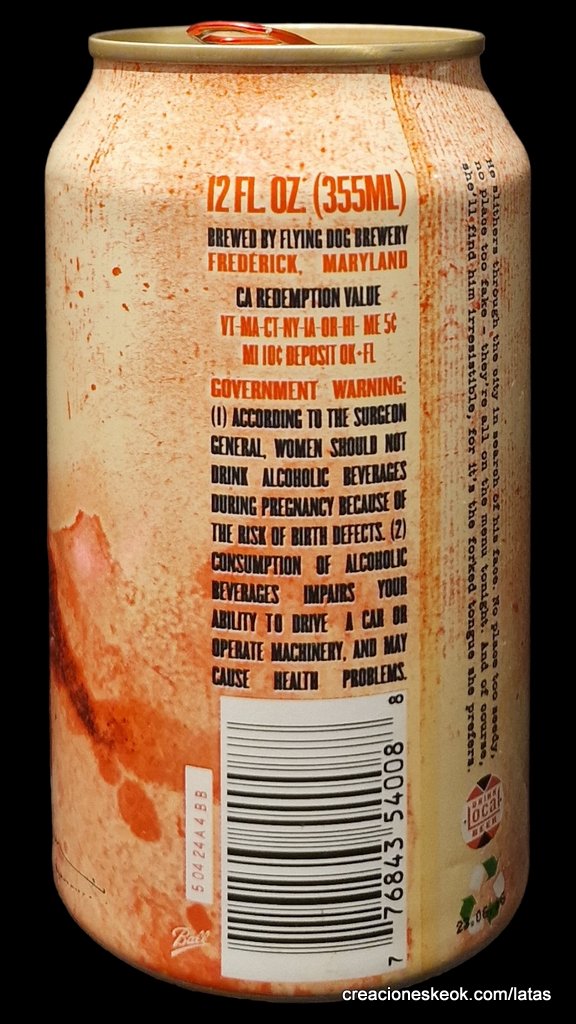 12 FL. OZ. (355ML)
BREWED BY FLYING DOG BREWERY
FREDERICK, MARYLAND
CA REDEMPTION VALUE
VT-MA-CT-NY-IA-OR-HI- ME 5¢
MI 10¢ DEPOSIT OK+FL
GOVERNMENT WARNING:
(1) ACCORDING TO THE SURGEON
GENERAL, WOMEN SHOULD NOT
DRINK ALCOHOLIC BEVERAGES
DURING PREGNANCY BECAUSE OF
THE RISK OF BIRTH DEFECTS. (2)
CONSUMPTION OF ALCOHOLIC
BEVERAGES IMPAIRS YOUR
ABILITY TO DRIVE A CAR OR
OPERATE MACHINERY, AND MAY
CAUSE HEALTH PROBLEMS.
7 76843 54008 8
50424A4BB
Ball
He slithers through the city in search of his face. No place too seedy,
no place too fake - they're all on the menu tonight. And of course,
she'll find him irresistible, for it's the forked tongue she prefers.
DRINK
local
BEER
creacioneskeok.com/latas